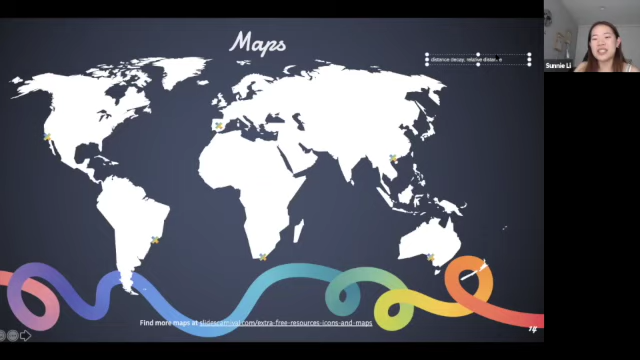 Maps
distance decay, relative distance
Sunnie Li
Find more maps at slidescarnival.com/extra-free-resources-icons-and-maps
14